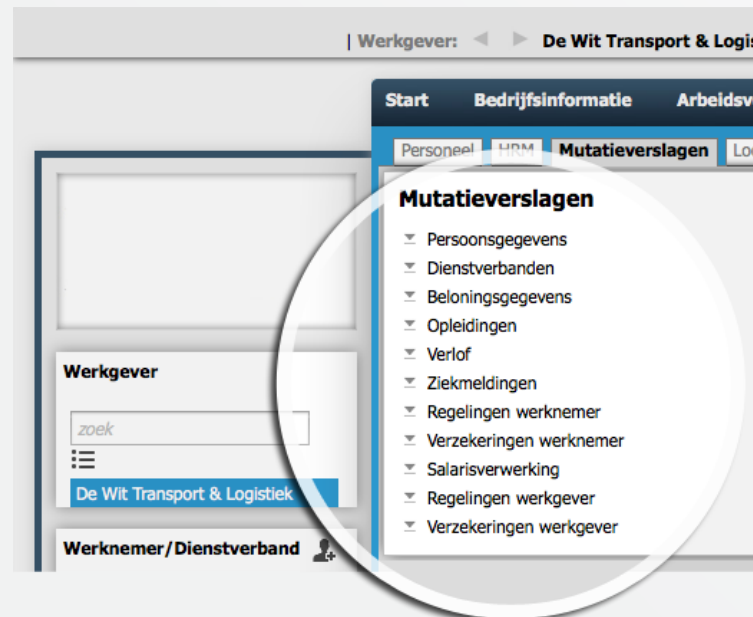 | Werkgever: De Wit Transport & Logis
Start Bedrijfsinformatie Arbeidsv
Personeel HRM Mutatieverslagen Loo
Mutatieverslagen
Persoonsgegevens
Dienstverbanden
Beloningsgegevens
Opleidingen
Verlof
Ziekmeldingen
Regelingen werknemer
Verzekeringen werknemer
Salarisverwerking
Regelingen werkgever
Verzekeringen werkgever
Werkgever
zoek
De Wit Transport & Logistiek
Werknemer/Dienstverband